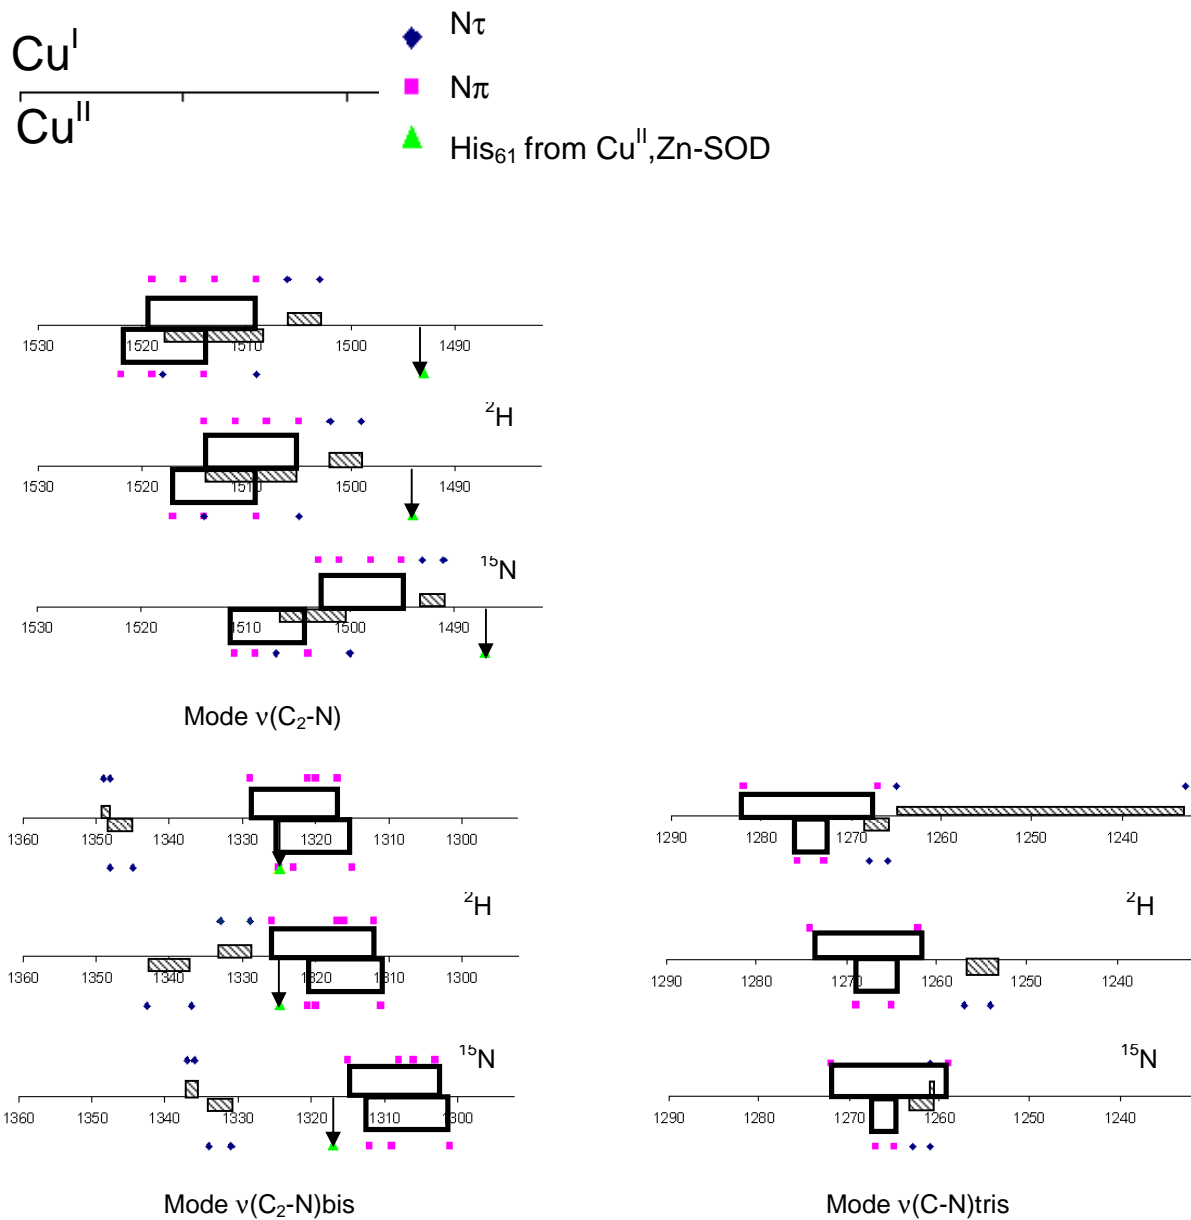 Cu^I
Nτ
Nπ
Cu^II
His₆₁ from Cu^II,Zn-SOD
1530 1520 1510 1500 1490
²H
1530 1520 1510 1500 1490
¹⁵N
1530 1520 1510 1500 1490
Mode ν(C₂-N)
1360 1350 1340 1330 1320 1310 1300
1290 1280 1270 1260 1250 1240
²H
²H
1360 1350 1340 1330 1320 1310 1300
1290 1280 1270 1260 1250 1240
¹⁵N
¹⁵N
1360 1350 1340 1330 1320 1310 1300
1290 1280 1270 1260 1250 1240
Mode ν(C₂-N)bis
Mode ν(C-N)tris